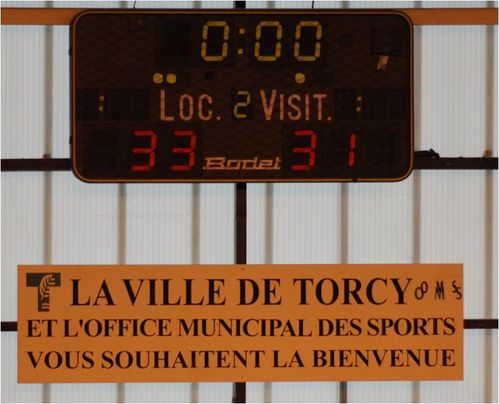 0:00
LOC. 2 VISIT.
33 Bodet 31
T LA VILLE DE TORCY OMS
ET L'OFFICE MUNICIPAL DES SPORTS
VOUS SOUHAITENT LA BIENVENUE